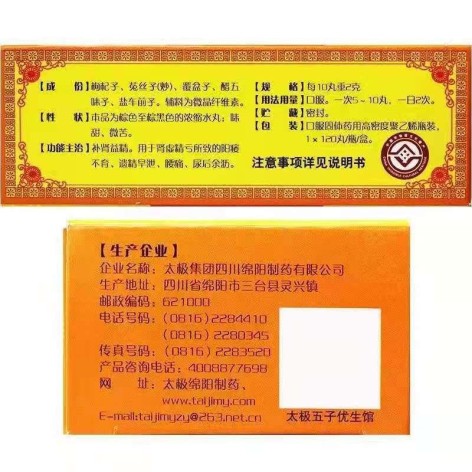 【成　份】枸杞子、菟丝子(炒)、覆盆子、醋五
味子、盐车前子。辅料为微晶纤维素。
【性　状】本品为棕色至棕黑色的浓缩水丸；味
甜、微苦。
【功能主治】补肾益精。用于肾虚精亏所致的阳痿
不育、遗精早泄、腰痛、尿后余沥。
【规　格】每10丸重2克
【用法用量】口服。一次5-10丸，一日2次。
【贮　藏】密封。
【包　装】口服固体药用高密度聚乙烯瓶装，
1×120丸/瓶/盒。
注意事项详见说明书
【生产企业】
企业名称：太极集团四川绵阳制药有限公司
生产地址：四川省绵阳市三台县灵兴镇
邮政编码：621000
电话号码：(0816)2284410
(0816)2280345
传真号码：(0816)2283520
产品咨询电话：4008877698
网　　址：太极绵阳制药，
www.taijimy.com
E-mail:taijimyzy@263.net.cn
太极五子优生馆